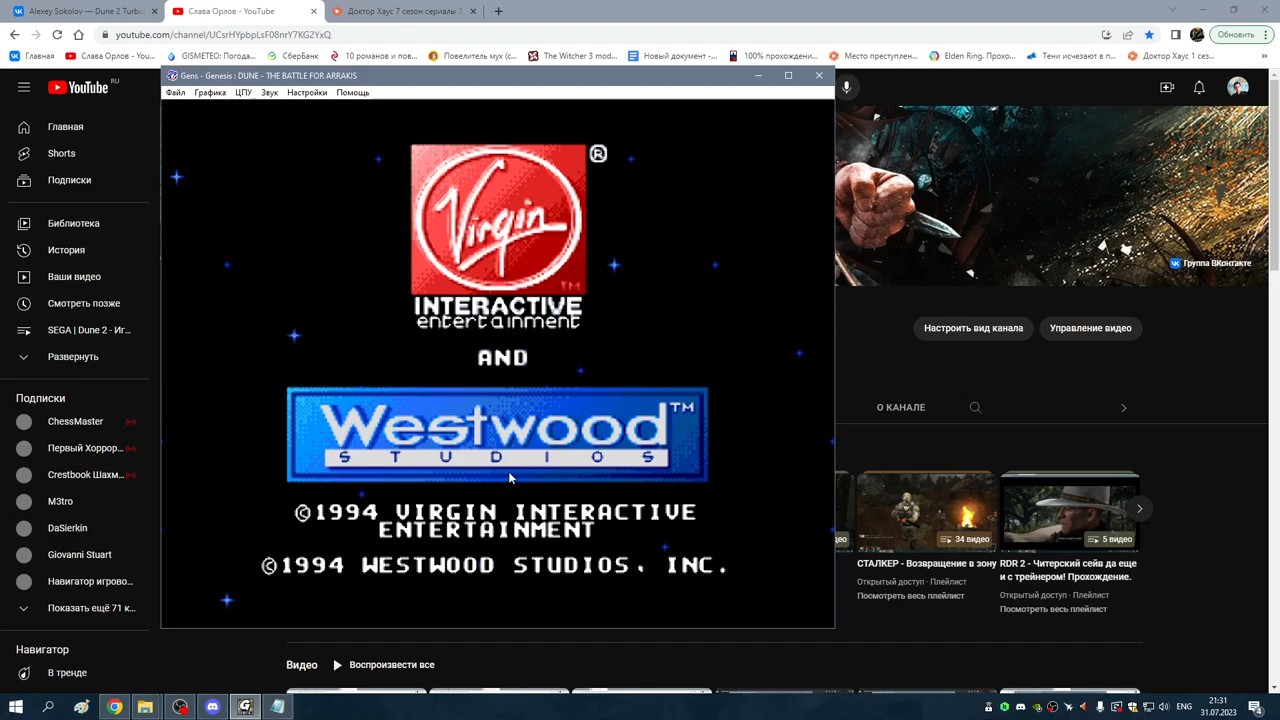 Alexey Sokolov — Dune 2 Turbu
Слава Орлов - YouTube
Доктор Хаус 7 сезон сериалы 3
youtube.com/channel/UCsrHYpbpLsF08nrY7KG2YxQ
Обновить
Главная
Слава Орлов - You...
GISMETEO: Погода...
СберБанк
10 романов и пов...
Повелитель мух (с...
The Witcher 3 mod...
Новый документ -...
100% прохождени...
Место преступлен...
Elden Ring. Прохо...
Тени исчезают в п...
Доктор Хаус 1 сез...
YouTube RU
Gens - Genesis : DUNE - THE BATTLE FOR ARRAKIS
Файл Графика ЦПУ Звук Настройки Помощь
Главная
Shorts
Подписки
Библиотека
История
Ваши видео
Смотреть позже
SEGA | Dune 2 - Иг...
Развернуть
Подписки
ChessMaster
Первый Хоррор...
Crestbook Шахм...
M3tro
DaSierkin
Giovanni Stuart
Навигатор игрово...
Показать ещё 71 к...
Навигатор
В тренде
Virgin ®
TM
INTERACTIVE
entertainment
AND
Westwood TM
STUDIOS
©1994 VIRGIN INTERACTIVE
ENTERTAINMENT
©1994 WESTWOOD STUDIOS, INC.
Группа ВКонтакте
Настроить вид канала
Управление видео
О КАНАЛЕ
део
34 видео
5 видео
СТАЛКЕР - Возвращение в зону
Открытый доступ · Плейлист
Посмотреть весь плейлист
RDR 2 - Читерский сейв да еще
и с трейнером! Прохождение.
Открытый доступ · Плейлист
Посмотреть весь плейлист
Видео
Воспроизвести все
ENG
21:31
31.07.2023
4